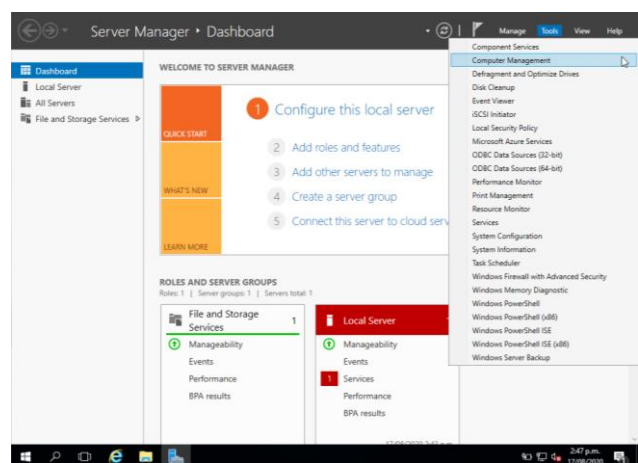 Server Manager • Dashboard
Manage Tools View Help
Dashboard
Local Server
All Servers
File and Storage Services
WELCOME TO SERVER MANAGER
QUICK START
WHAT'S NEW
LEARN MORE
1 Configure this local server
2 Add roles and features
3 Add other servers to manage
4 Create a server group
5 Connect this server to cloud serv
ROLES AND SERVER GROUPS
Roles: 1 | Server groups: 1 | Servers total: 1
File and Storage Services 1
Manageability
Events
Performance
BPA results
Local Server
Manageability
Events
1 Services
Performance
BPA results
17/08/2020 2:47 p.m.
Component Services
Computer Management
Defragment and Optimize Drives
Disk Cleanup
Event Viewer
iSCSI Initiator
Local Security Policy
Microsoft Azure Services
ODBC Data Sources (32-bit)
ODBC Data Sources (64-bit)
Performance Monitor
Print Management
Resource Monitor
Services
System Configuration
System Information
Task Scheduler
Windows Firewall with Advanced Security
Windows Memory Diagnostic
Windows PowerShell
Windows PowerShell (x86)
Windows PowerShell ISE
Windows PowerShell ISE (x86)
Windows Server Backup
2:47 p.m.
17/08/2020